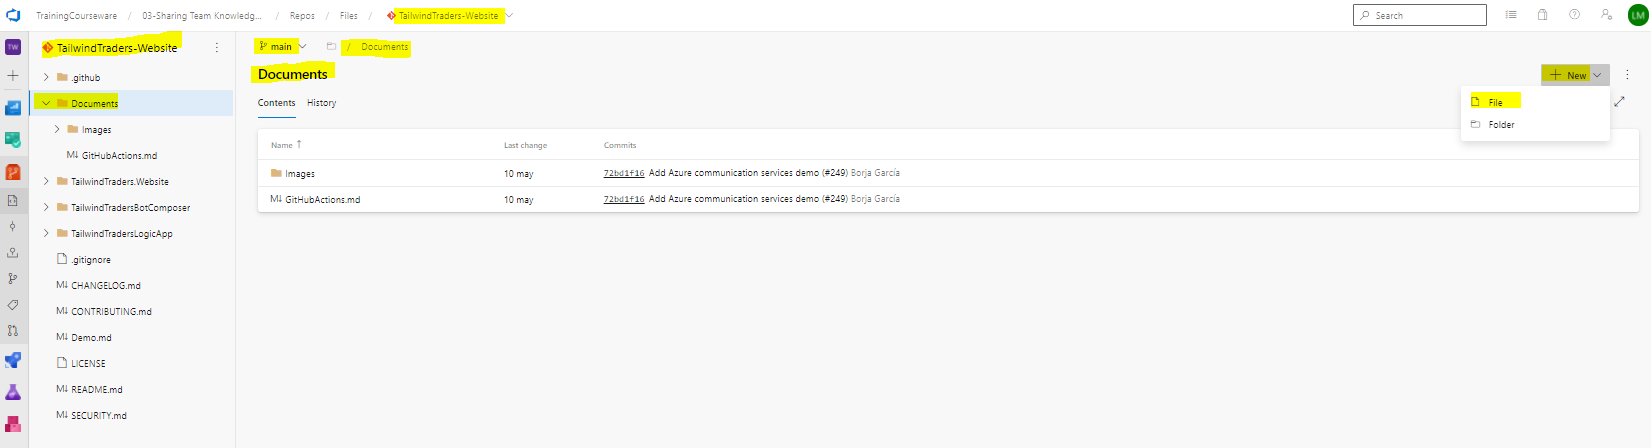 TrainingCourseware / 03-Sharing Team Knowledg... / Repos / Files / TailwindTraders-Website
Search
LM
TW
TailwindTraders-Website
.github
Documents
Images
GitHubActions.md
TailwindTraders.Website
TailwindTradersBotComposer
TailwindTradersLogicApp
.gitignore
CHANGELOG.md
CONTRIBUTING.md
Demo.md
LICENSE
README.md
SECURITY.md
main / Documents
Documents
New
File
Folder
Contents History
Name ↑ Last change Commits
Images 10 may 72bd1f16 Add Azure communication services demo (#249) Borja García
GitHubActions.md 10 may 72bd1f16 Add Azure communication services demo (#249) Borja García